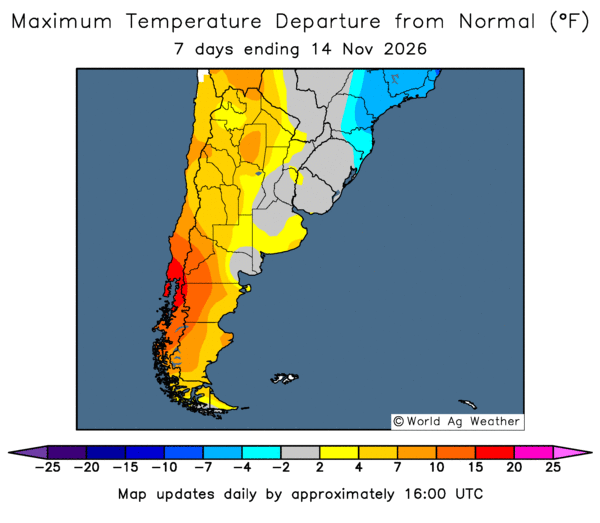 Maximum Temperature Departure from Normal (°F)
7 days ending 14 Nov 2026
©World Ag Weather
−25 −20 −15 −10 −7 −4 −2 2 4 7 10 15 20 25
Map updates daily by approximately 16:00 UTC